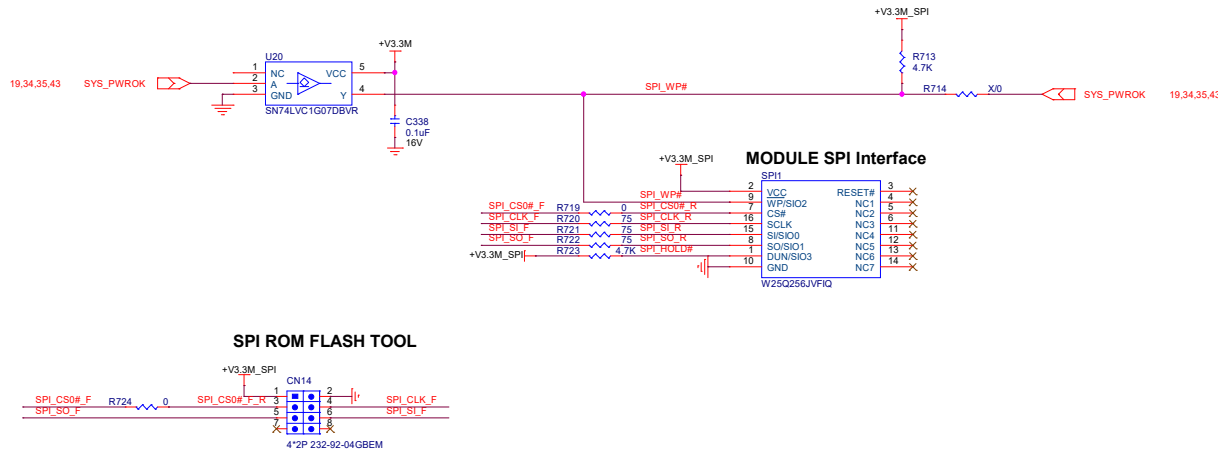 +V3.3M_SPI
+V3.3M
U20
R713
4.7K
1 NC VCC 5
19,34,35,43 SYS_PWROK 2 A
3 GND Y 4
SPI_WP#
R714 X/0 SYS_PWROK 19,34,35,43
SN74LVC1G07DBVR
C338
0.1uF
16V
MODULE SPI Interface
+V3.3M_SPI
SPI1
2 VCC RESET# 3
SPI_WP# 9 WP/SIO2 NC1 4
SPI_CS0#_F R719 0 SPI_CS0#_R 7 CS# NC2 5
SPI_CLK_F R720 75 SPI_CLK_R 16 SCLK NC3 6
SPI_SI_F R721 75 SPI_SI_R 15 SI/SIO0 NC4 11
SPI_SO_F R722 75 SPI_SO_R 8 SO/SIO1 NC5 12
+V3.3M_SPI R723 4.7K SPI_HOLD# 1 DUN/SIO3 NC6 13
10 GND NC7 14
W25Q256JVFIQ
SPI ROM FLASH TOOL
+V3.3M_SPI
CN14
1 2
SPI_CS0#_F R724 0 SPI_CS0#_F_R 3 4 SPI_CLK_F
SPI_SO_F 5 6 SPI_SI_F
7 8
4*2P 232-92-04GBEM